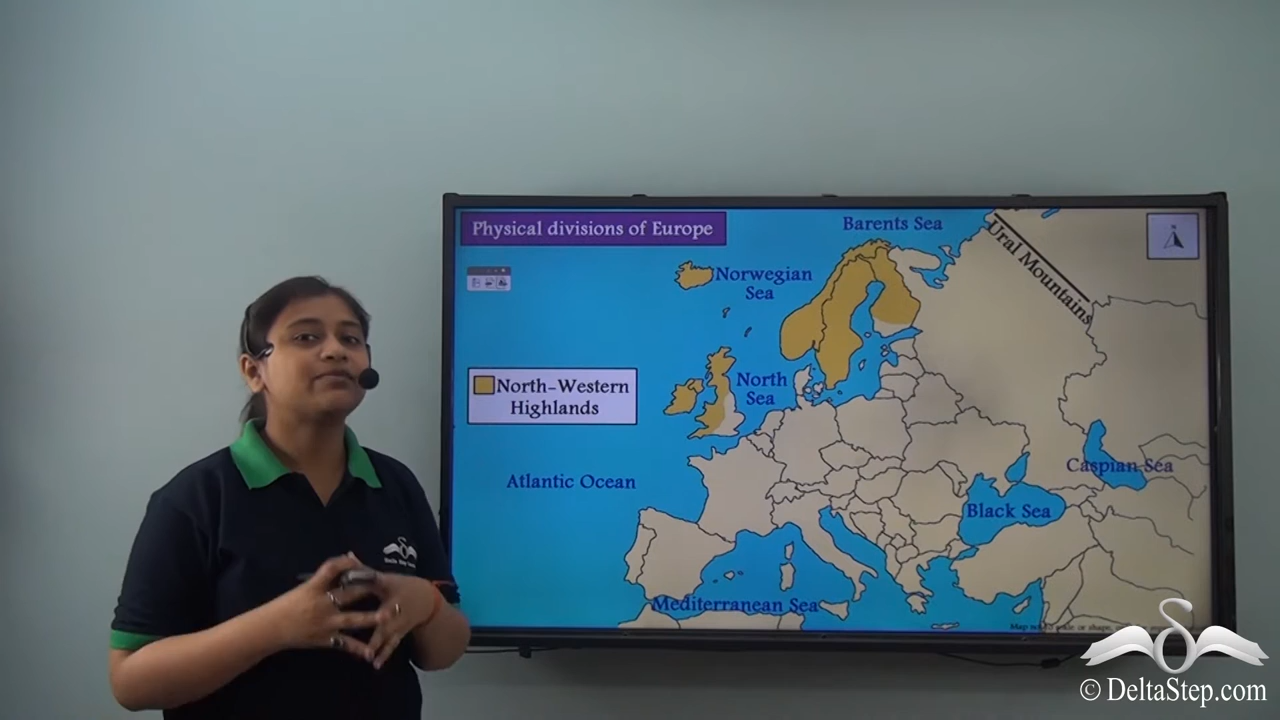 Physical divisions of Europe
Barents Sea
Ural Mountains
Norwegian
Sea
North-Western
Highlands
North
Sea
Atlantic Ocean
Caspian Sea
Black Sea
Mediterranean Sea
© DeltaStep.com